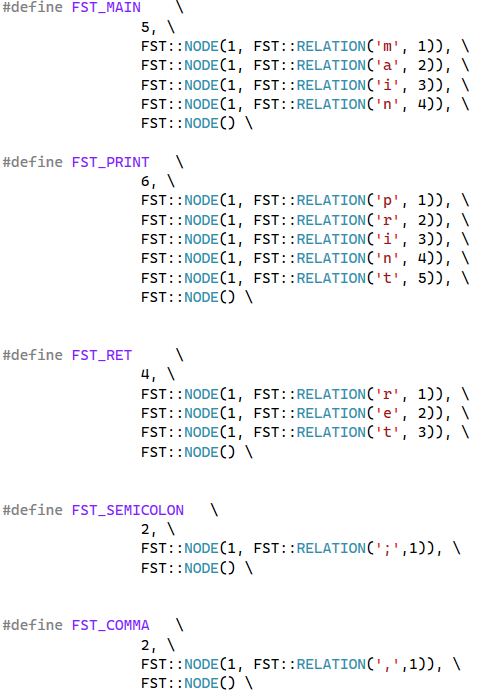 #define FST_MAIN    \
                5, \
                FST::NODE(1, FST::RELATION('m', 1)), \
                FST::NODE(1, FST::RELATION('a', 2)), \
                FST::NODE(1, FST::RELATION('i', 3)), \
                FST::NODE(1, FST::RELATION('n', 4)), \
                FST::NODE() \
#define FST_PRINT   \
                6, \
                FST::NODE(1, FST::RELATION('p', 1)), \
                FST::NODE(1, FST::RELATION('r', 2)), \
                FST::NODE(1, FST::RELATION('i', 3)), \
                FST::NODE(1, FST::RELATION('n', 4)), \
                FST::NODE(1, FST::RELATION('t', 5)), \
                FST::NODE() \
#define FST_RET     \
                4, \
                FST::NODE(1, FST::RELATION('r', 1)), \
                FST::NODE(1, FST::RELATION('e', 2)), \
                FST::NODE(1, FST::RELATION('t', 3)), \
                FST::NODE() \
#define FST_SEMICOLON   \
                2, \
                FST::NODE(1, FST::RELATION(';',1)), \
                FST::NODE() \
#define FST_COMMA   \
                2, \
                FST::NODE(1, FST::RELATION(',',1)), \
                FST::NODE() \